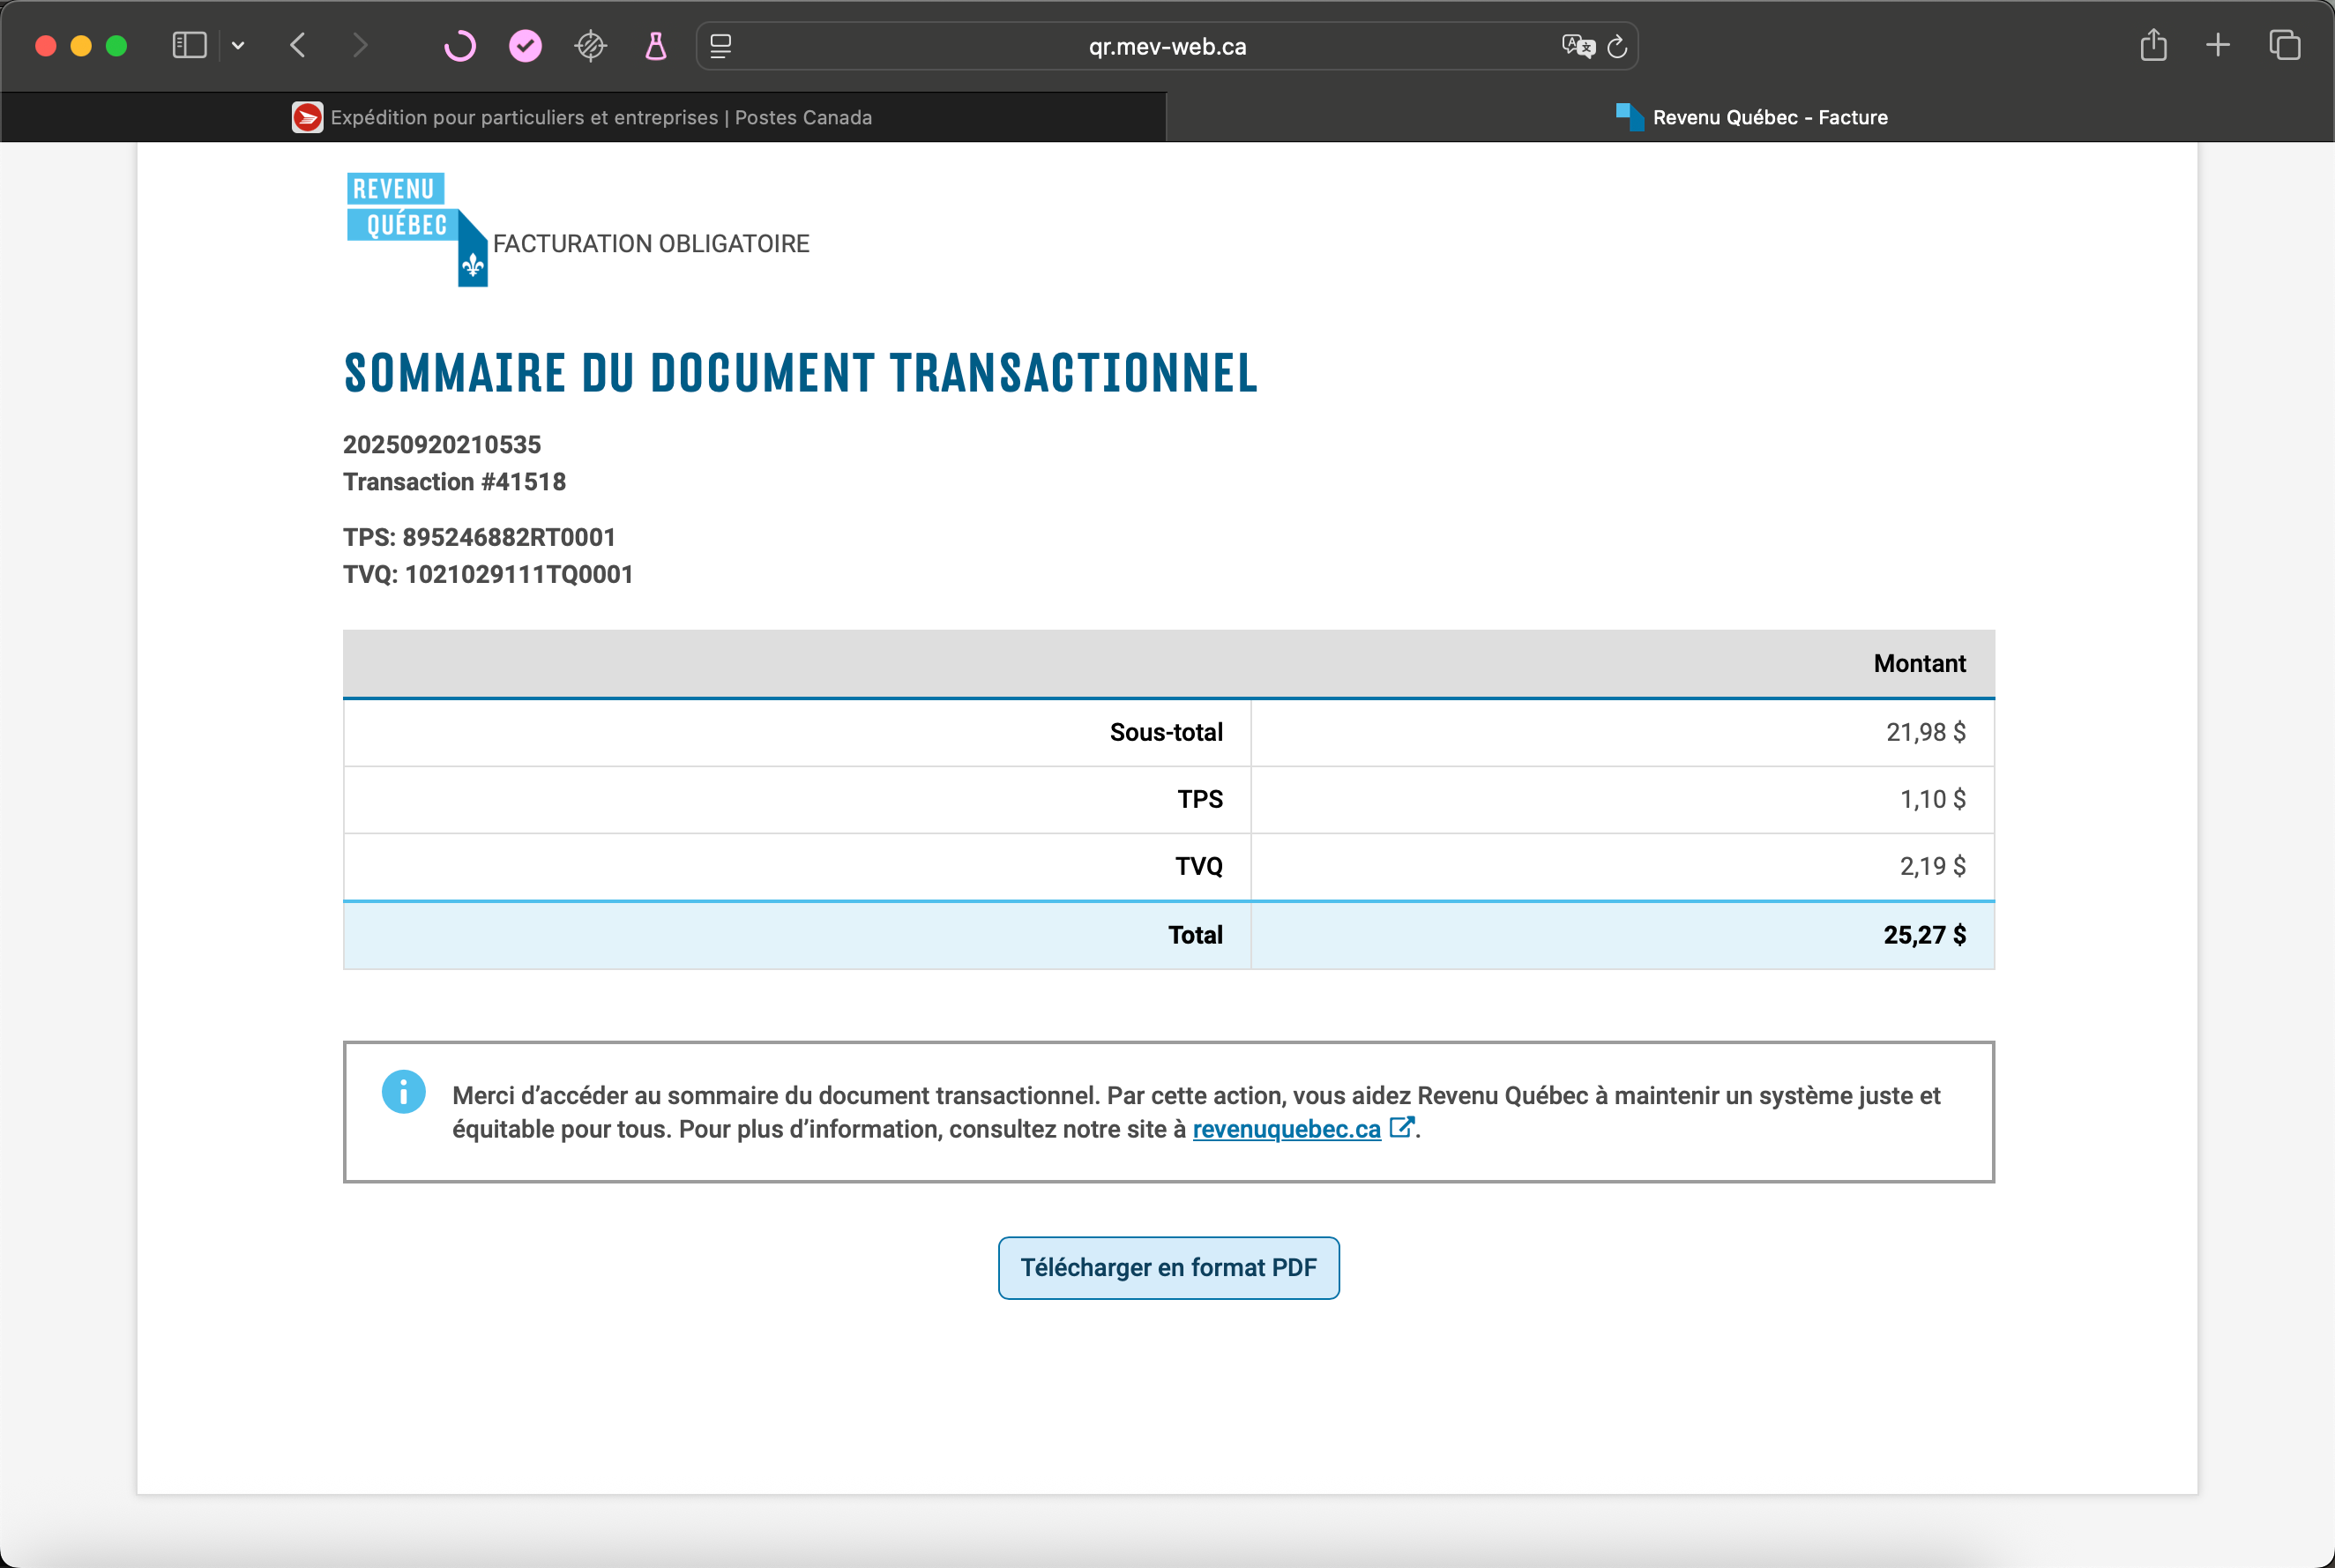 qr.mev-web.ca
Expédition pour particuliers et entreprises | Postes Canada
Revenu Québec - Facture
REVENU
QUÉBEC
FACTURATION OBLIGATOIRE
SOMMAIRE DU DOCUMENT TRANSACTIONNEL
20250920210535
Transaction #41518
TPS: 895246882RT0001
TVQ: 1021029111TQ0001
Montant
Sous-total 21,98 $
TPS 1,10 $
TVQ 2,19 $
Total 25,27 $
Merci d’accéder au sommaire du document transactionnel. Par cette action, vous aidez Revenu Québec à maintenir un système juste et
équitable pour tous. Pour plus d’information, consultez notre site à revenuquebec.ca.
Télécharger en format PDF